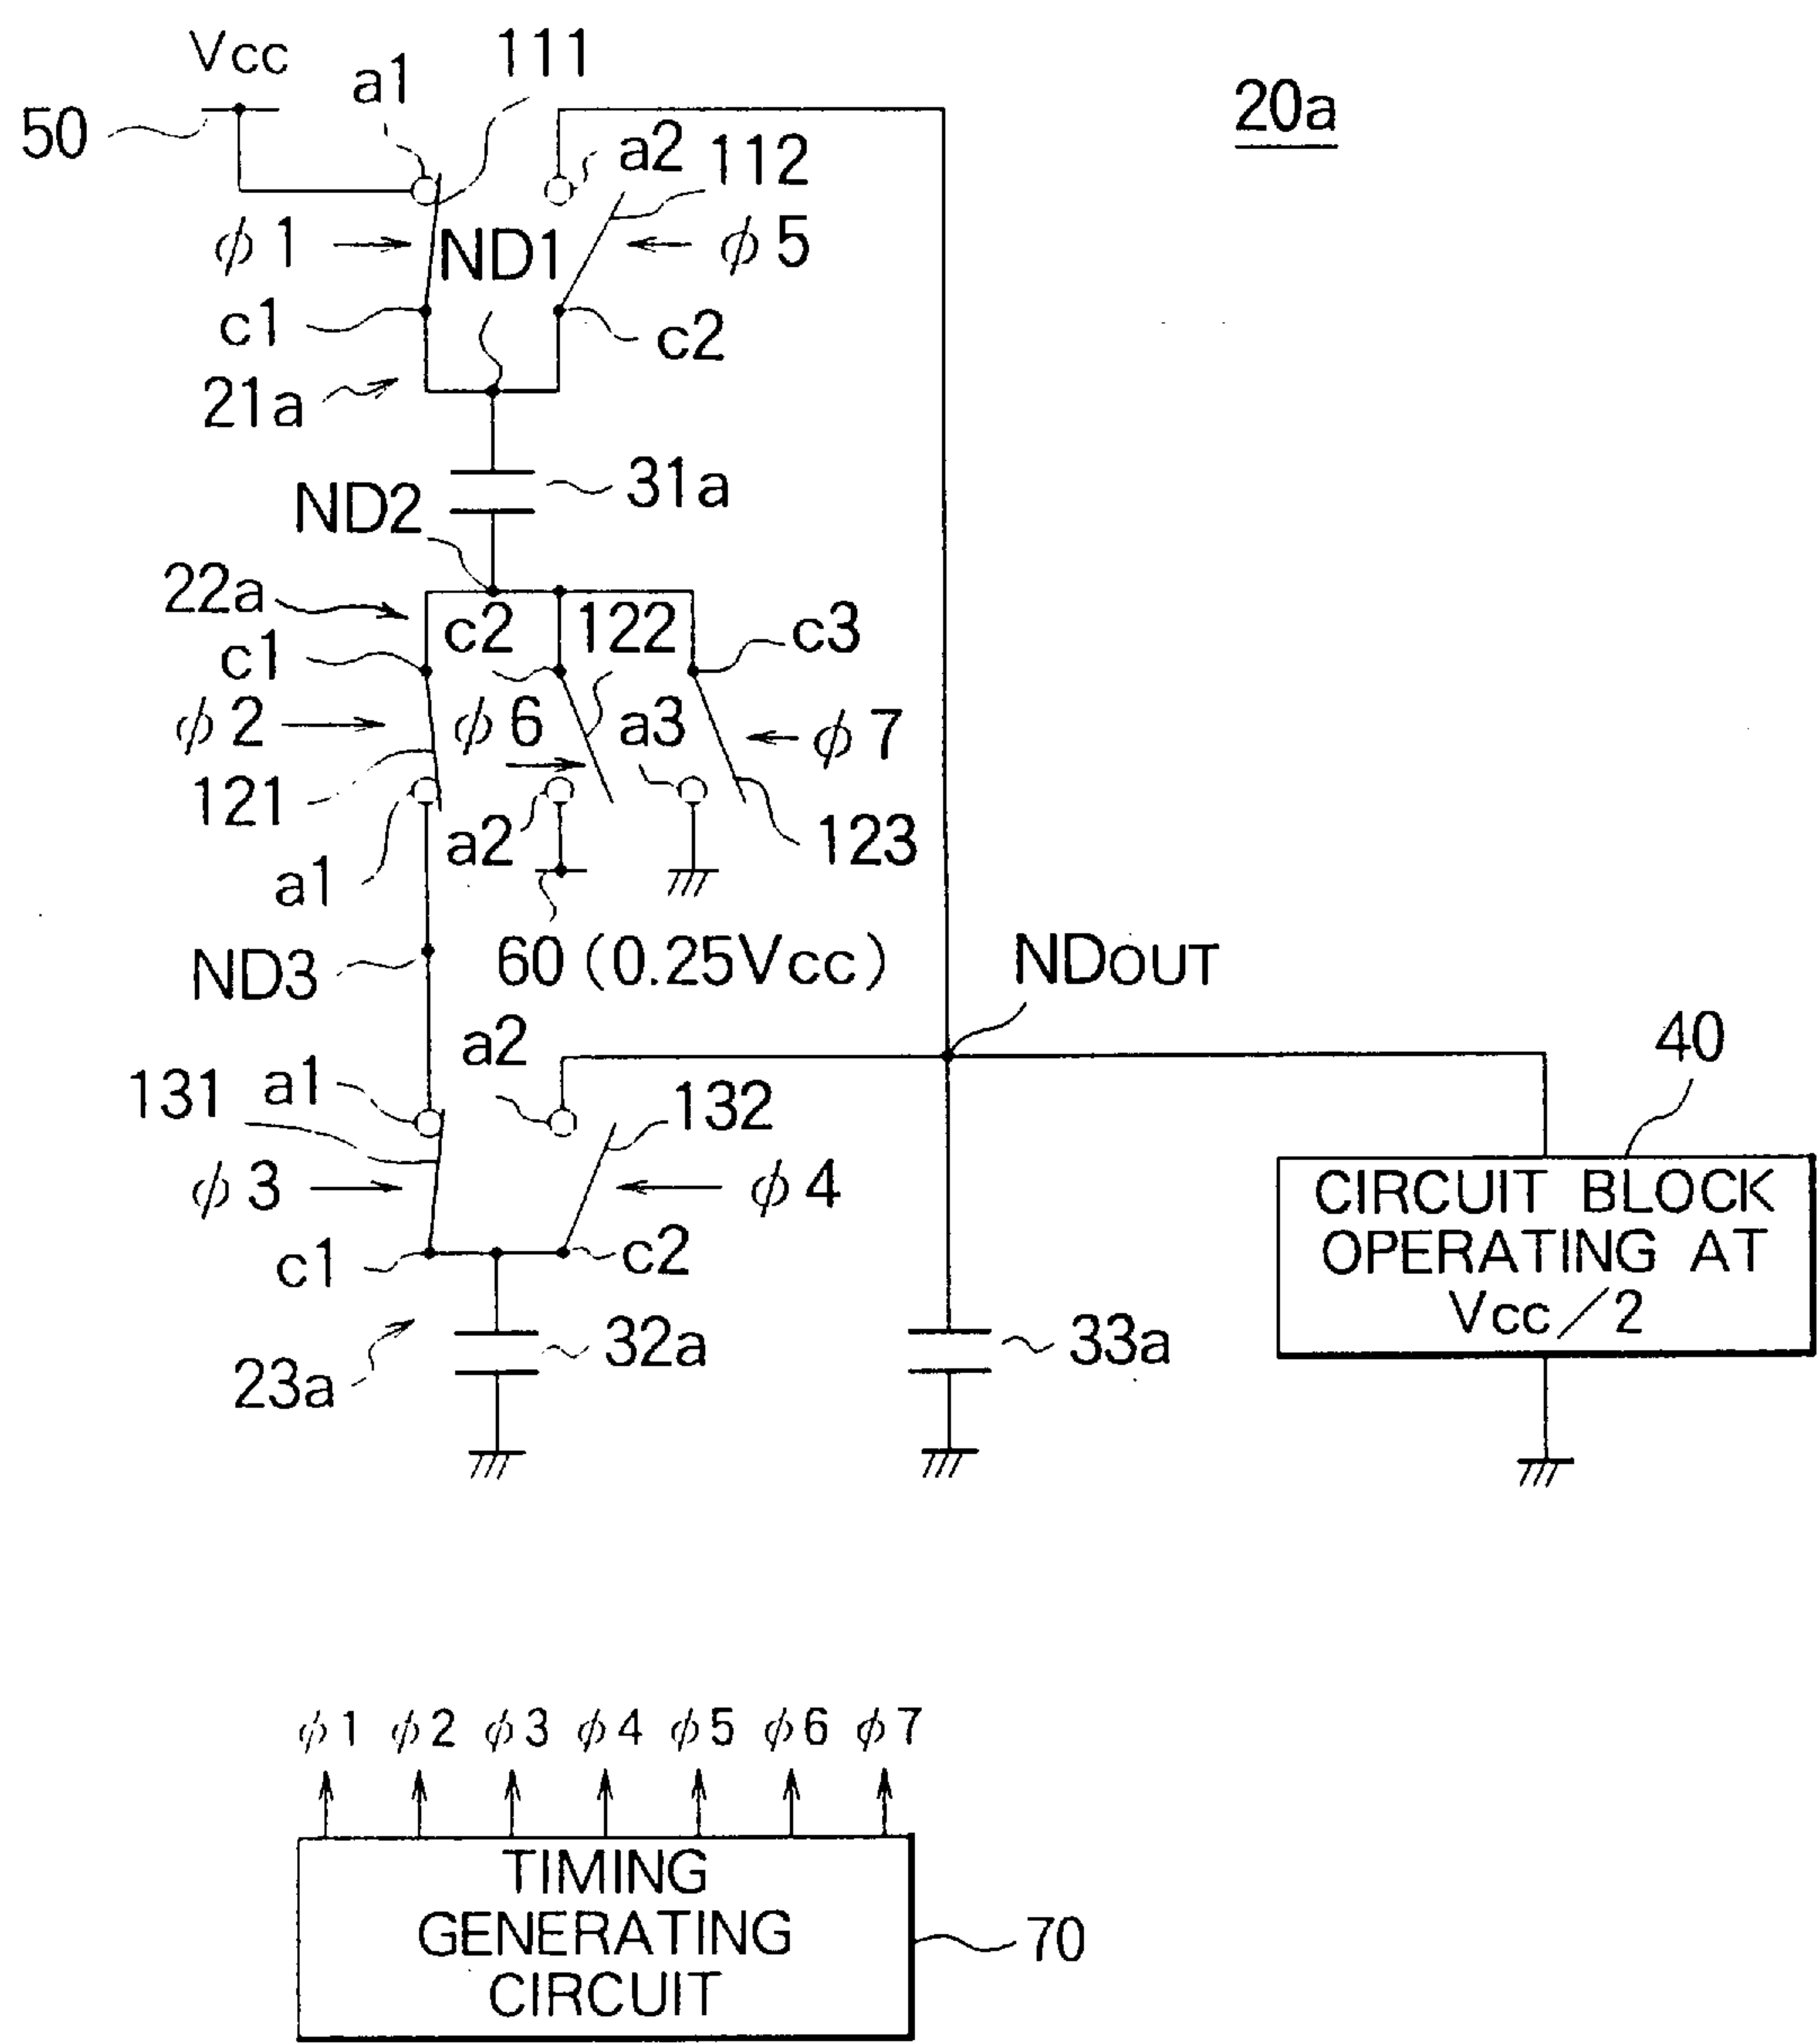 Vcc
111
a1
50
20a
a2
112
φ1
ND1
φ5
c1
c2
21a
31a
ND2
22a
c2
122
c3
c1
φ2
φ6
a3
φ7
121
a2
123
a1
60 (0.25Vcc)
NDOUT
ND3
a2
40
131
a1
132
φ3
φ4
CIRCUIT BLOCK
OPERATING AT
Vcc/2
c1
c2
32a
33a
23a
φ1 φ2 φ3 φ4 φ5 φ6 φ7
TIMING
GENERATING
CIRCUIT
70